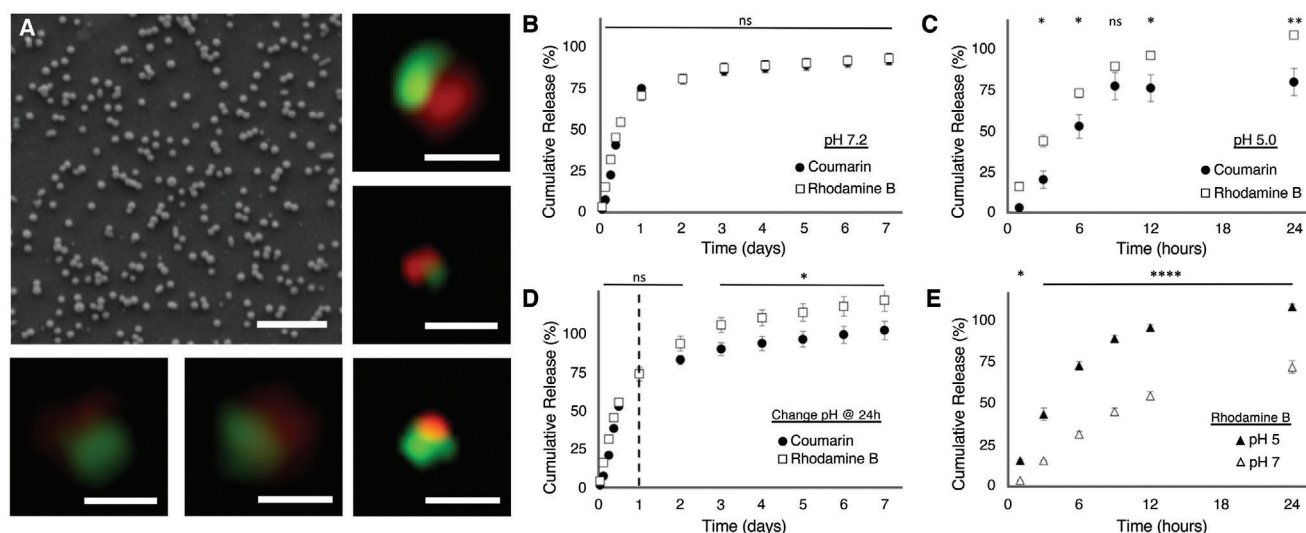 A
B
ns
Cumulative Release (%)
100
75
50
25
0
pH 7.2
Coumarin
Rhodamine B
0 1 2 3 4 5 6 7
Time (days)
C
* * ns * **
Cumulative Release (%)
100
75
50
25
0
pH 5.0
Coumarin
Rhodamine B
0 6 12 24
Time (hours)
D
ns *
Cumulative Release (%)
100
75
50
25
0
Change pH @ 24h
Coumarin
Rhodamine B
0 1 2 3 4 5 6 7
Time (days)
E
* ****
Cumulative Release (%)
100
75
50
25
0
Rhodamine B
pH 5
pH 7
0 6 12 24
Time (hours)